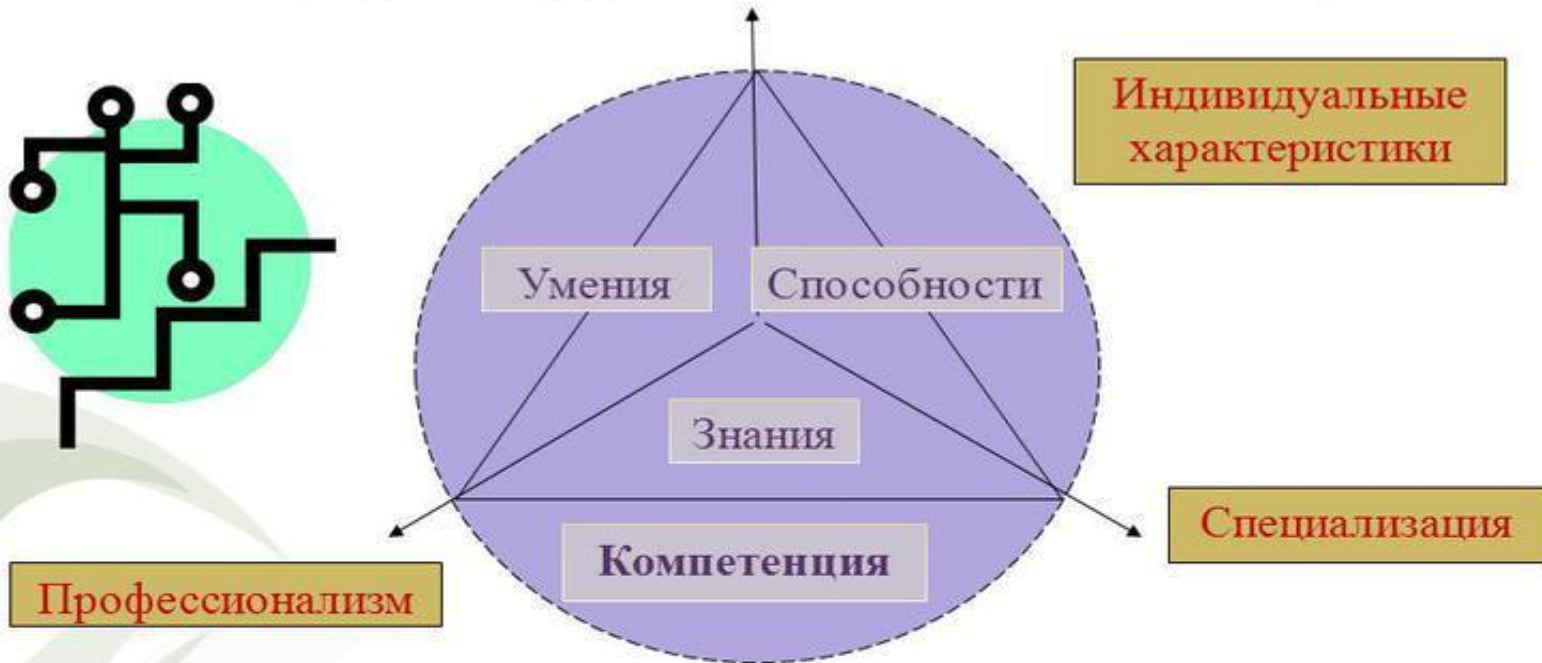 Индивидуальные
характеристики
Умения
Способности
Знания
Специализация
Компетенция
Профессионализм